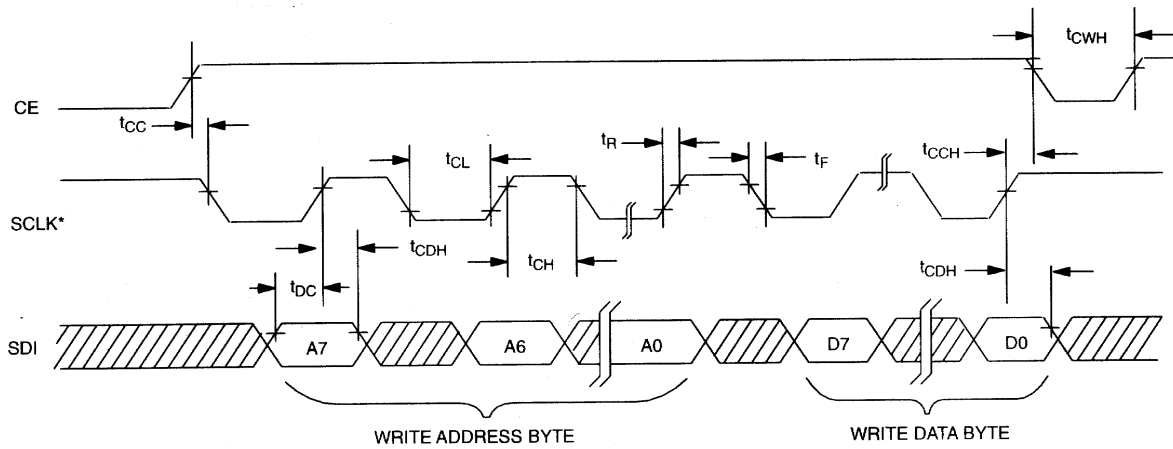 tCWH
CE
tCC
tCL
tR
tF
tCCH
SCLK*
tCDH
tCH
tCDH
tDC
SDI
A7
A6
A0
D7
D0
WRITE ADDRESS BYTE
WRITE DATA BYTE